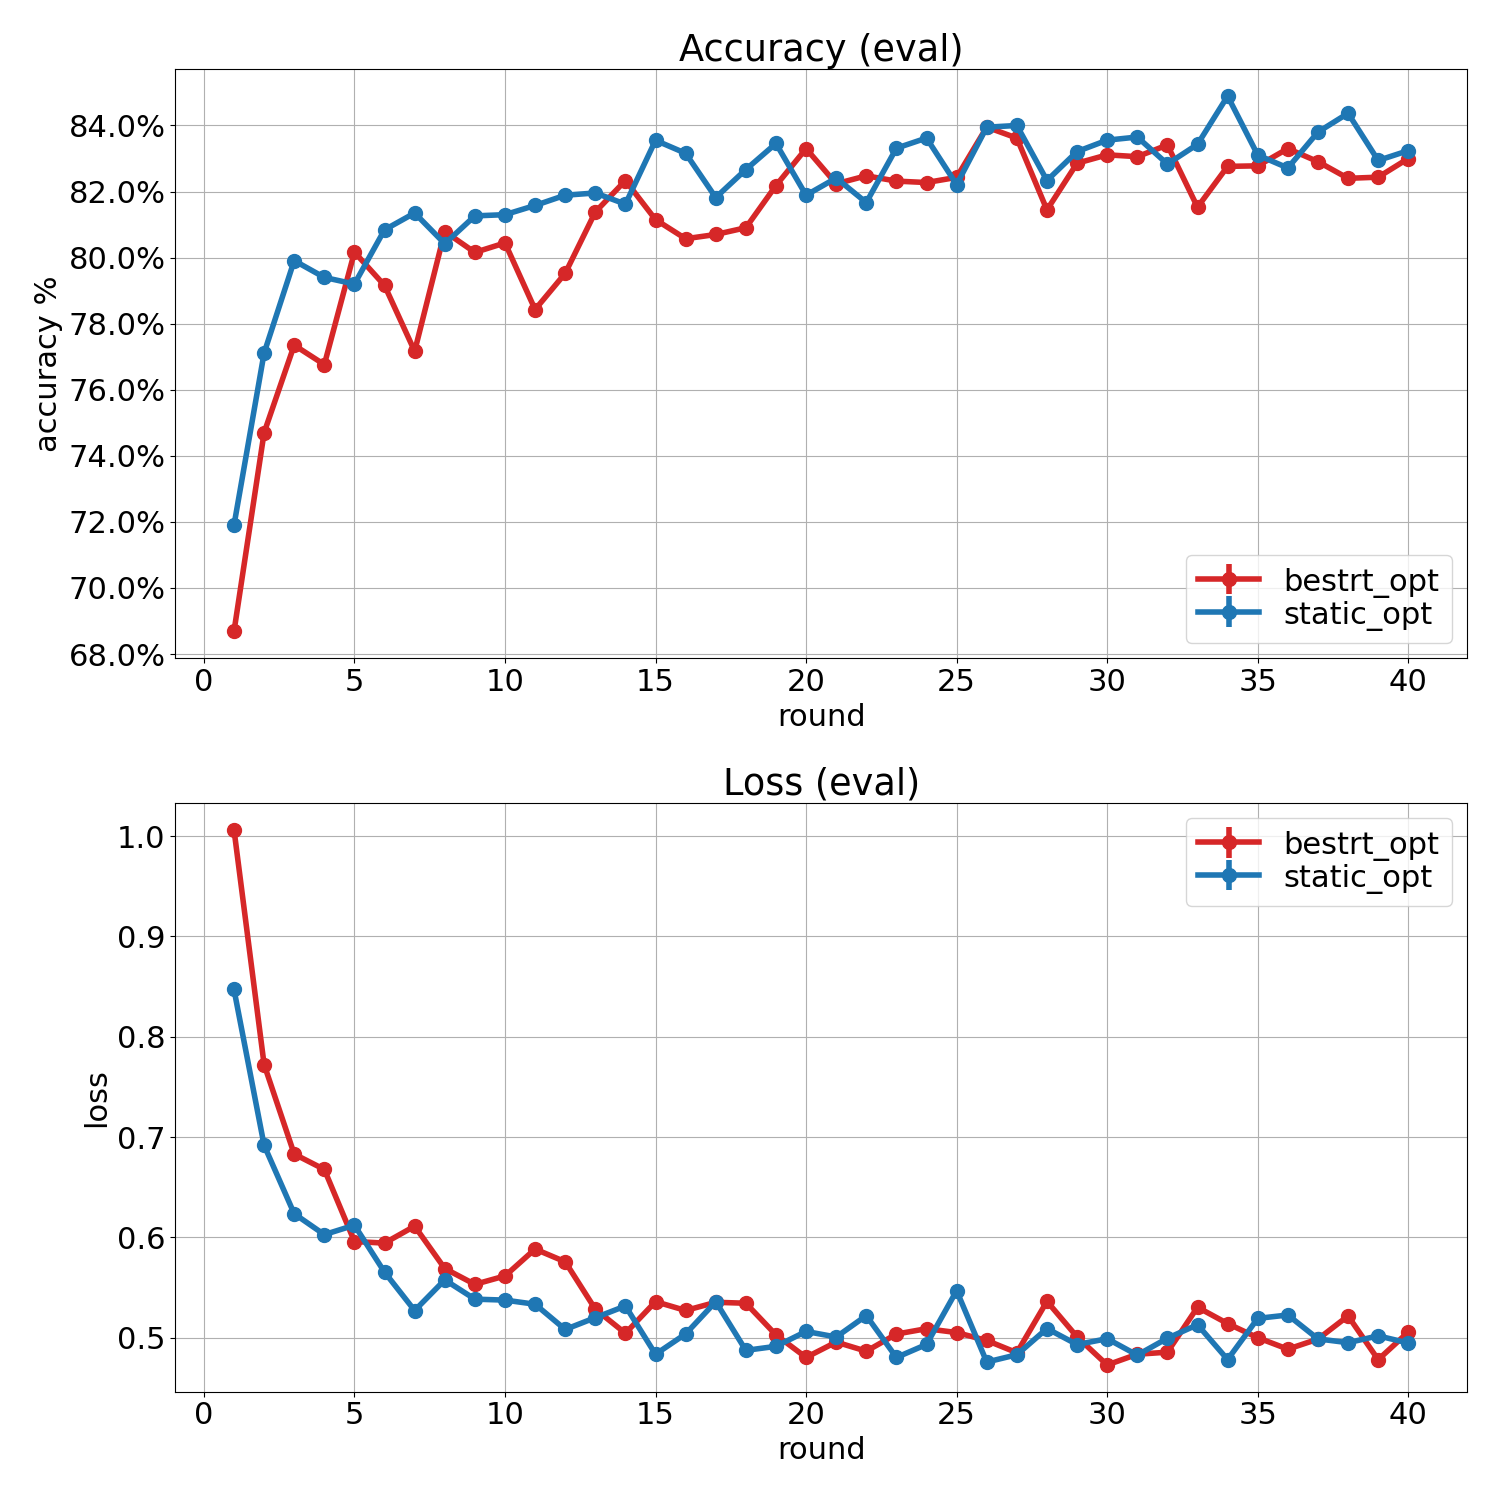 Accuracy (eval)
84.0%
82.0%
80.0%
78.0%
76.0%
74.0%
72.0%
70.0%
68.0%
accuracy %
bestrt_opt
static_opt
0 5 10 15 20 25 30 35 40
round
Loss (eval)
1.0
0.9
0.8
0.7
0.6
0.5
loss
bestrt_opt
static_opt
0 5 10 15 20 25 30 35 40
round